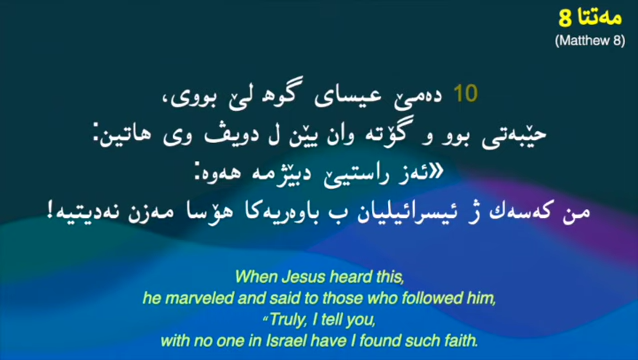 مەتتا 8
(Matthew 8)
10 دەمێ عیسای گوهـ لێ بووی،
حێبەتی بوو و گۆتە وان یێن ل دویڤ وی هاتین:
«ئەز راستیێ دبێژمە هەوە:
من کەسەك ژ ئیسرائیلیان ب باوەریەکا هۆسا مەزن نەدیتیە!
When Jesus heard this,
he marveled and said to those who followed him,
“Truly, I tell you,
with no one in Israel have I found such faith.